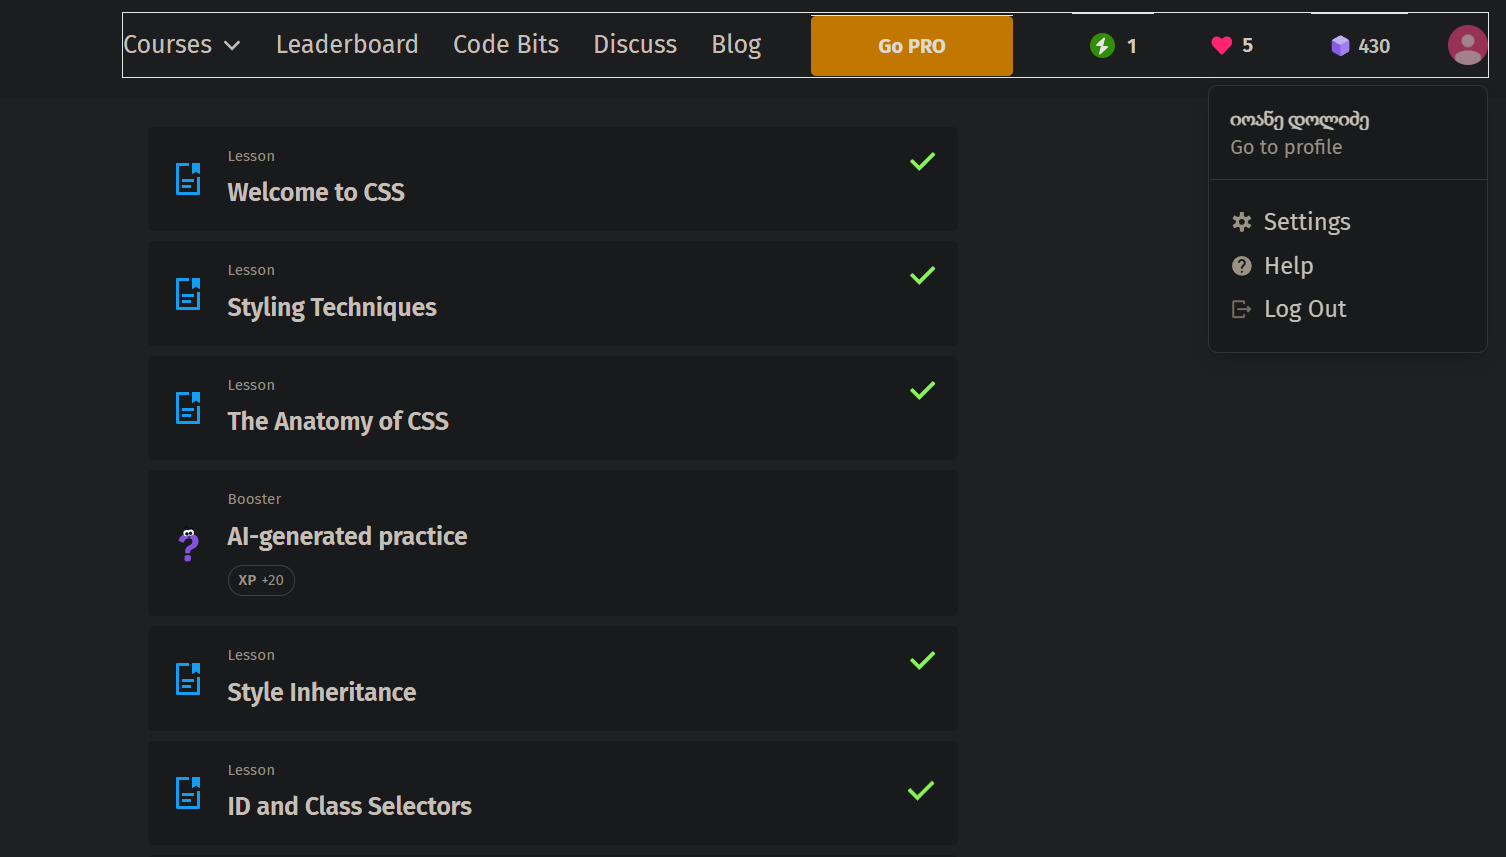 Courses Leaderboard Code Bits Discuss Blog Go PRO 1 5 430
იოანე დოლიძე
Go to profile
Settings
Help
Log Out
Lesson
Welcome to CSS
Lesson
Styling Techniques
Lesson
The Anatomy of CSS
Booster
AI-generated practice
XP +20
Lesson
Style Inheritance
Lesson
ID and Class Selectors